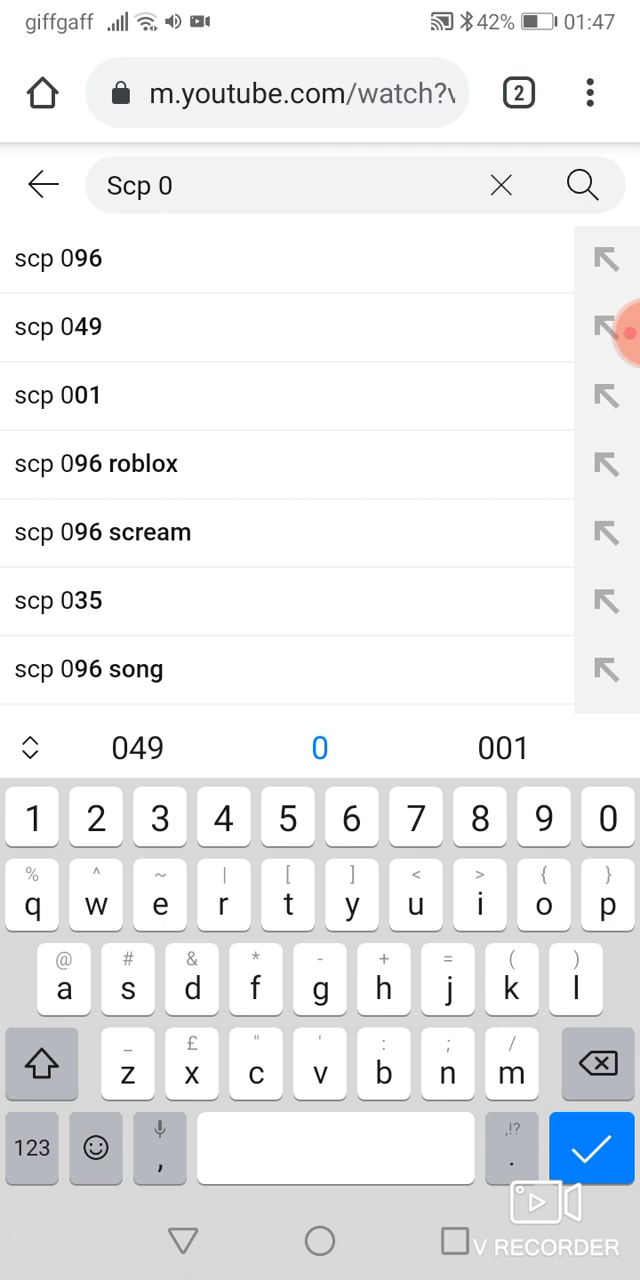 giffgaff 42% 01:47
m.youtube.com/watch?v 2
Scp 0
scp 096
scp 049
scp 001
scp 096 roblox
scp 096 scream
scp 035
scp 096 song
049 0 001
1 2 3 4 5 6 7 8 9 0
% ^ ~ | [ ] < > { }
q w e r t y u i o p
@ # & * - + = ( )
a s d f g h j k l
_ £ " ' : ; /
z x c v b n m
123 , ,!? .
V RECORDER